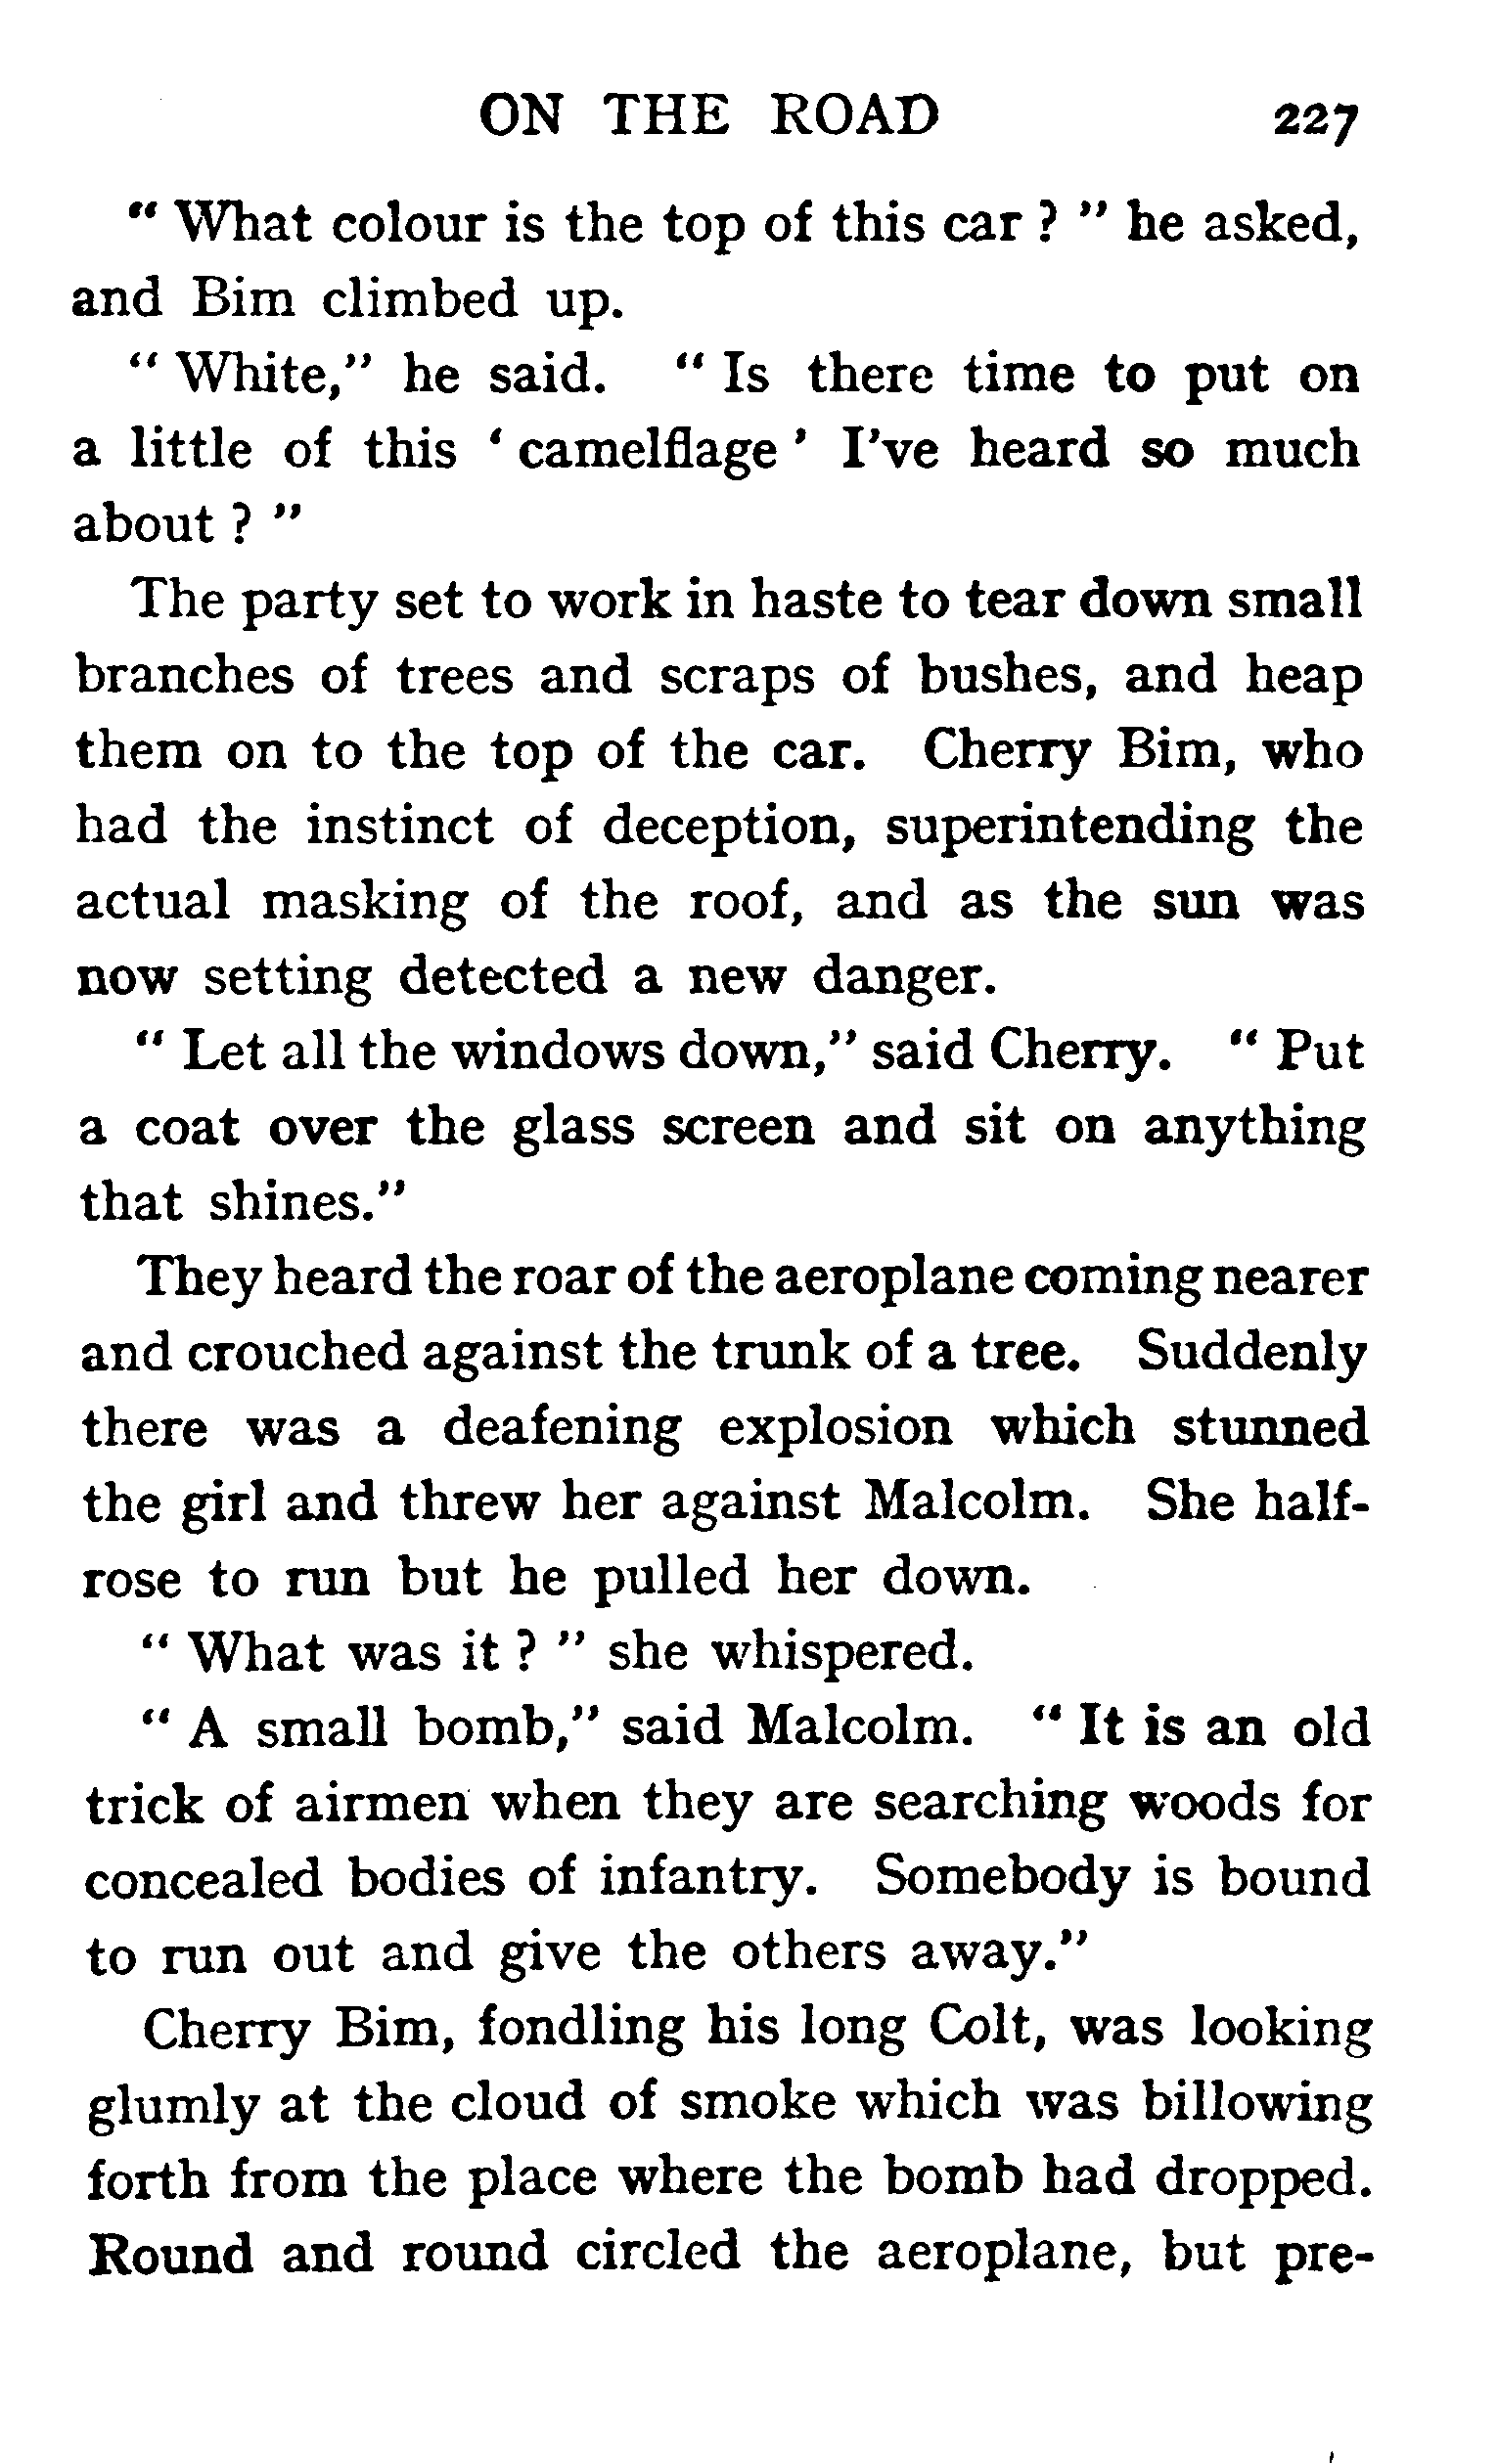 ON THE ROAD 227
" What colour is the top of this car ? " he asked,
and Bim climbed up.
" White," he said. " Is there time to put on
a little of this ' camelflage ' I've heard so much
about ? "
The party set to work in haste to tear down small
branches of trees and scraps of bushes, and heap
them on to the top of the car. Cherry Bim, who
had the instinct of deception, superintending the
actual masking of the roof, and as the sun was
now setting detected a new danger.
" Let all the windows down," said Cherry. " Put
a coat over the glass screen and sit on anything
that shines."
They heard the roar of the aeroplane coming nearer
and crouched against the trunk of a tree. Suddenly
there was a deafening explosion which stunned
the girl and threw her against Malcolm. She half-
rose to run but he pulled her down.
" What was it ? " she whispered.
" A small bomb," said Malcolm. " It is an old
trick of airmen when they are searching woods for
concealed bodies of infantry. Somebody is bound
to run out and give the others away."
Cherry Bim, fondling his long Colt, was looking
glumly at the cloud of smoke which was billowing
forth from the place where the bomb had dropped.
Round and round circled the aeroplane, but pre-